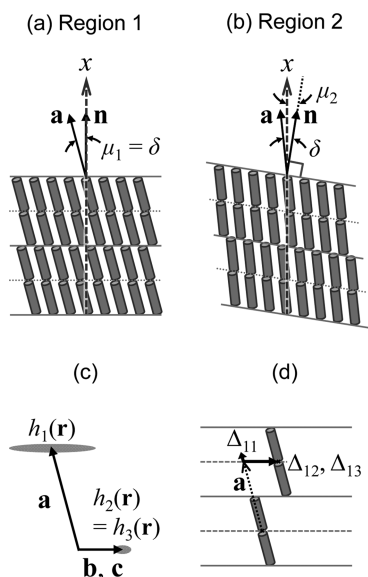 (a) Region 1
(b) Region 2
x
a
n
μ₁ = δ
x
μ₂
a
n
δ
(c)
(d)
h₁(r)
a
h₂(r)
= h₃(r)
b, c
Δ₁₁
a
Δ₁₂, Δ₁₃